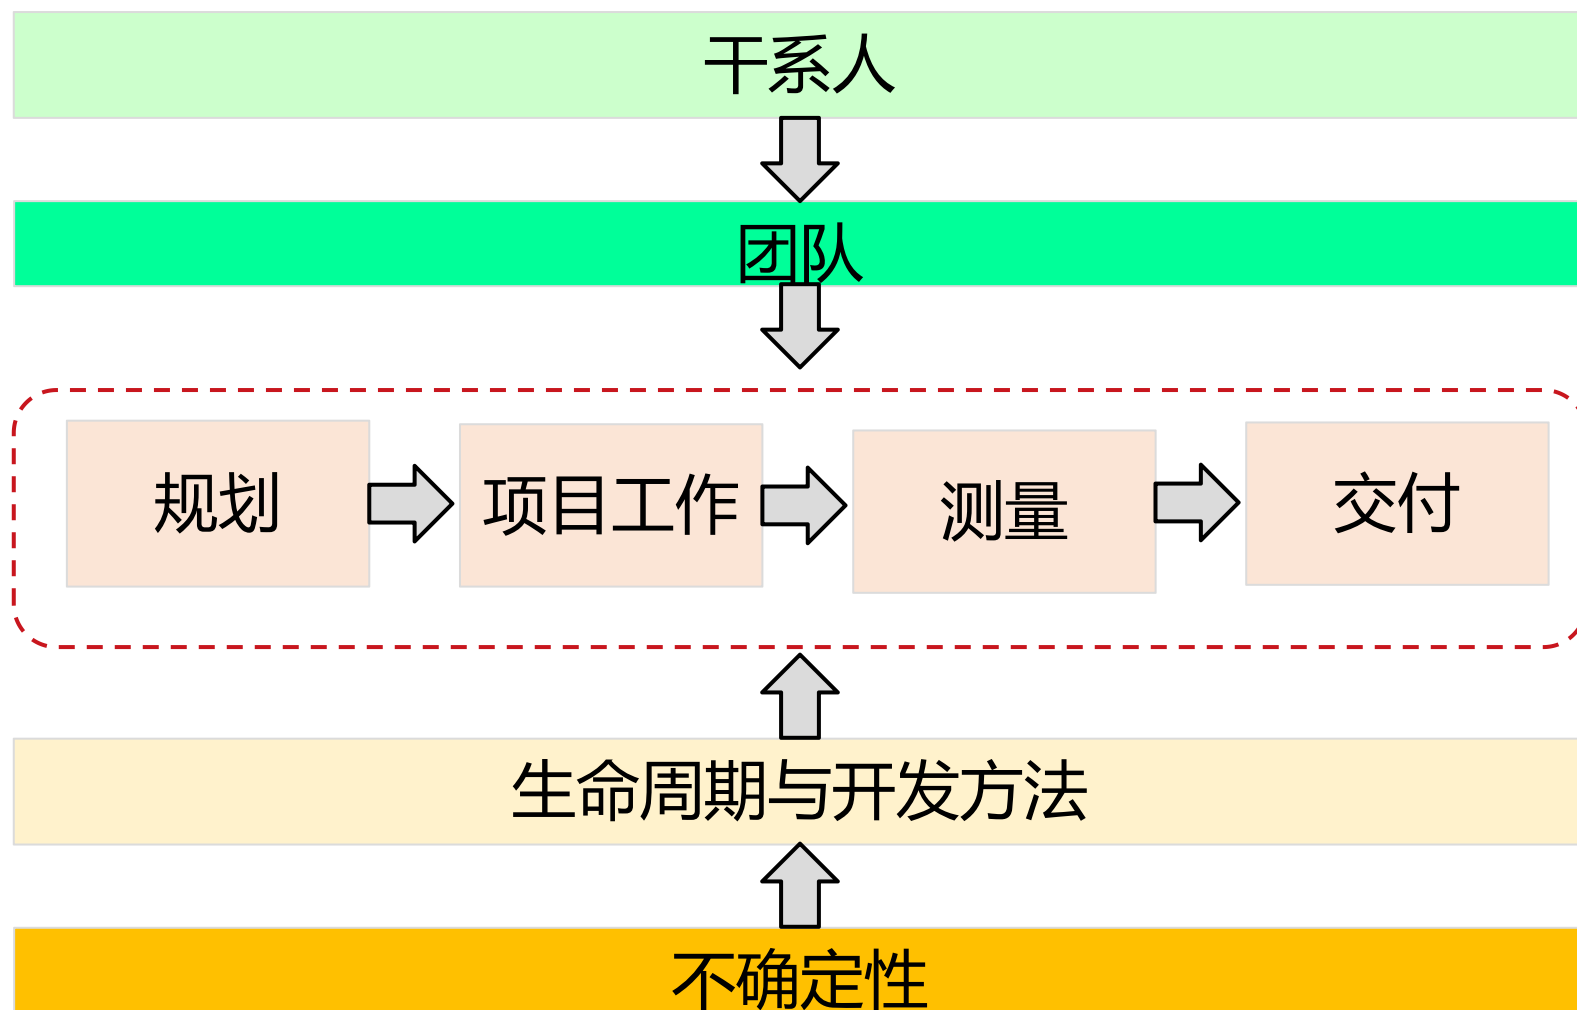 干系人
团队
规划
项目工作
测量
交付
生命周期与开发方法
不确定性